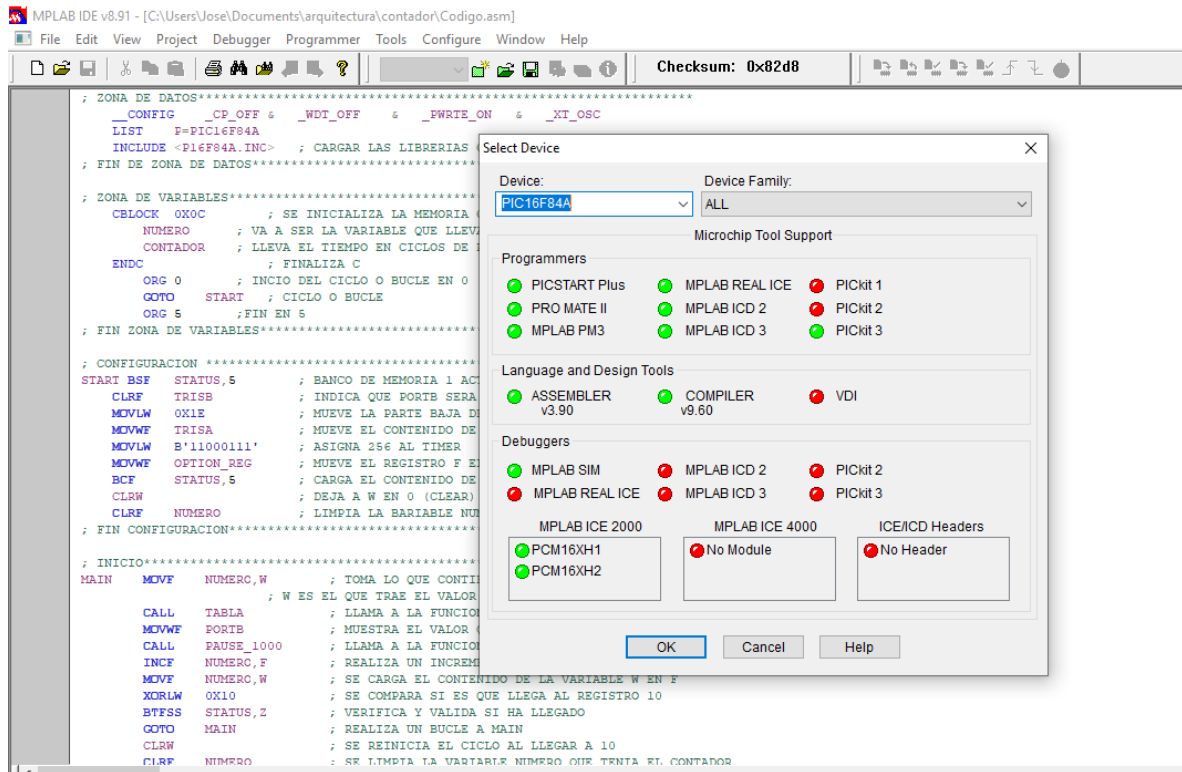 MPLAB IDE v8.91 - [C:\Users\Jose\Documents\arquitectura\contador\Codigo.asm]
File Edit View Project Debugger Programmer Tools Configure Window Help
Checksum: 0x82d8
; ZONA DE DATOS****************************************************************
__CONFIG _CP_OFF & _WDT_OFF & _PWRTE_ON & _XT_OSC
LIST P=PIC16F84A
INCLUDE <P16F84A.INC> ; CARGAR LAS LIBRERIAS
; FIN DE ZONA DE DATOS******************************
; ZONA DE VARIABLES*********************************
CBLOCK 0X0C ; SE INICIALIZA LA MEMORIA
NUMERO ; VA A SER LA VARIABLE QUE LLEV
CONTADOR ; LLEVA EL TIEMPO EN CICLOS DE
ENDC ; FINALIZA C
ORG 0 ; INCIO DEL CICLO O BUCLE EN 0
GOTO START ; CICLO O BUCLE
ORG 5 ;FIN EN 5
; FIN ZONA DE VARIABLES*****************************
; CONFIGURACION ************************************
START BSF STATUS,5 ; BANCO DE MEMORIA 1 AC
CLRF TRISB ; INDICA QUE PORTB SERA
MOVLW 0X1E ; MUEVE LA PARTE BAJA D
MOVWF TRISA ; MUEVE EL CONTENIDO DE
MOVLW B'11000111' ; ASIGNA 256 AL TIMER
MOVWF OPTION_REG ; MUEVE EL REGISTRO F E
BCF STATUS,5 ; CARGA EL CONTENIDO DE
CLRW ; DEJA A W EN 0 (CLEAR)
CLRF NUMERO ; LIMPIA LA BARIABLE NU
; FIN CONFIGURACION*********************************
; INICIO********************************************
MAIN MOVF NUMERO,W ; TOMA LO QUE CONTI
; W ES EL QUE TRAE EL VALOR
CALL TABLA ; LLAMA A LA FUNCIO
MOVWF PORTB ; MUESTRA EL VALOR
CALL PAUSE_1000 ; LLAMA A LA FUNCIO
INCF NUMERO,F ; REALIZA UN INCREM
MOVF NUMERO,W ; SE CARGA EL CONTENIDO DE LA VARIABLE W EN F
XORLW 0X10 ; SE COMPARA SI ES QUE LLEGA AL REGISTRO 10
BTFSS STATUS,Z ; VERIFICA Y VALIDA SI HA LLEGADO
GOTO MAIN ; REALIZA UN BUCLE A MAIN
CLRW ; SE REINICIA EL CICLO AL LLEGAR A 10
CLRF NUMERO ; SE LIMPIA LA VARIABLE NUMERO QUE TENIA EL CONTADOR
Select Device
Device: Device Family:
PIC16F84A ALL
Microchip Tool Support
Programmers
PICSTART Plus MPLAB REAL ICE PICkit 1
PRO MATE II MPLAB ICD 2 PICkit 2
MPLAB PM3 MPLAB ICD 3 PICkit 3
Language and Design Tools
ASSEMBLER COMPILER VDI
v3.90 v9.60
Debuggers
MPLAB SIM MPLAB ICD 2 PICkit 2
MPLAB REAL ICE MPLAB ICD 3 PICkit 3
MPLAB ICE 2000 MPLAB ICE 4000 ICE/ICD Headers
PCM16XH1 No Module No Header
PCM16XH2
OK Cancel Help